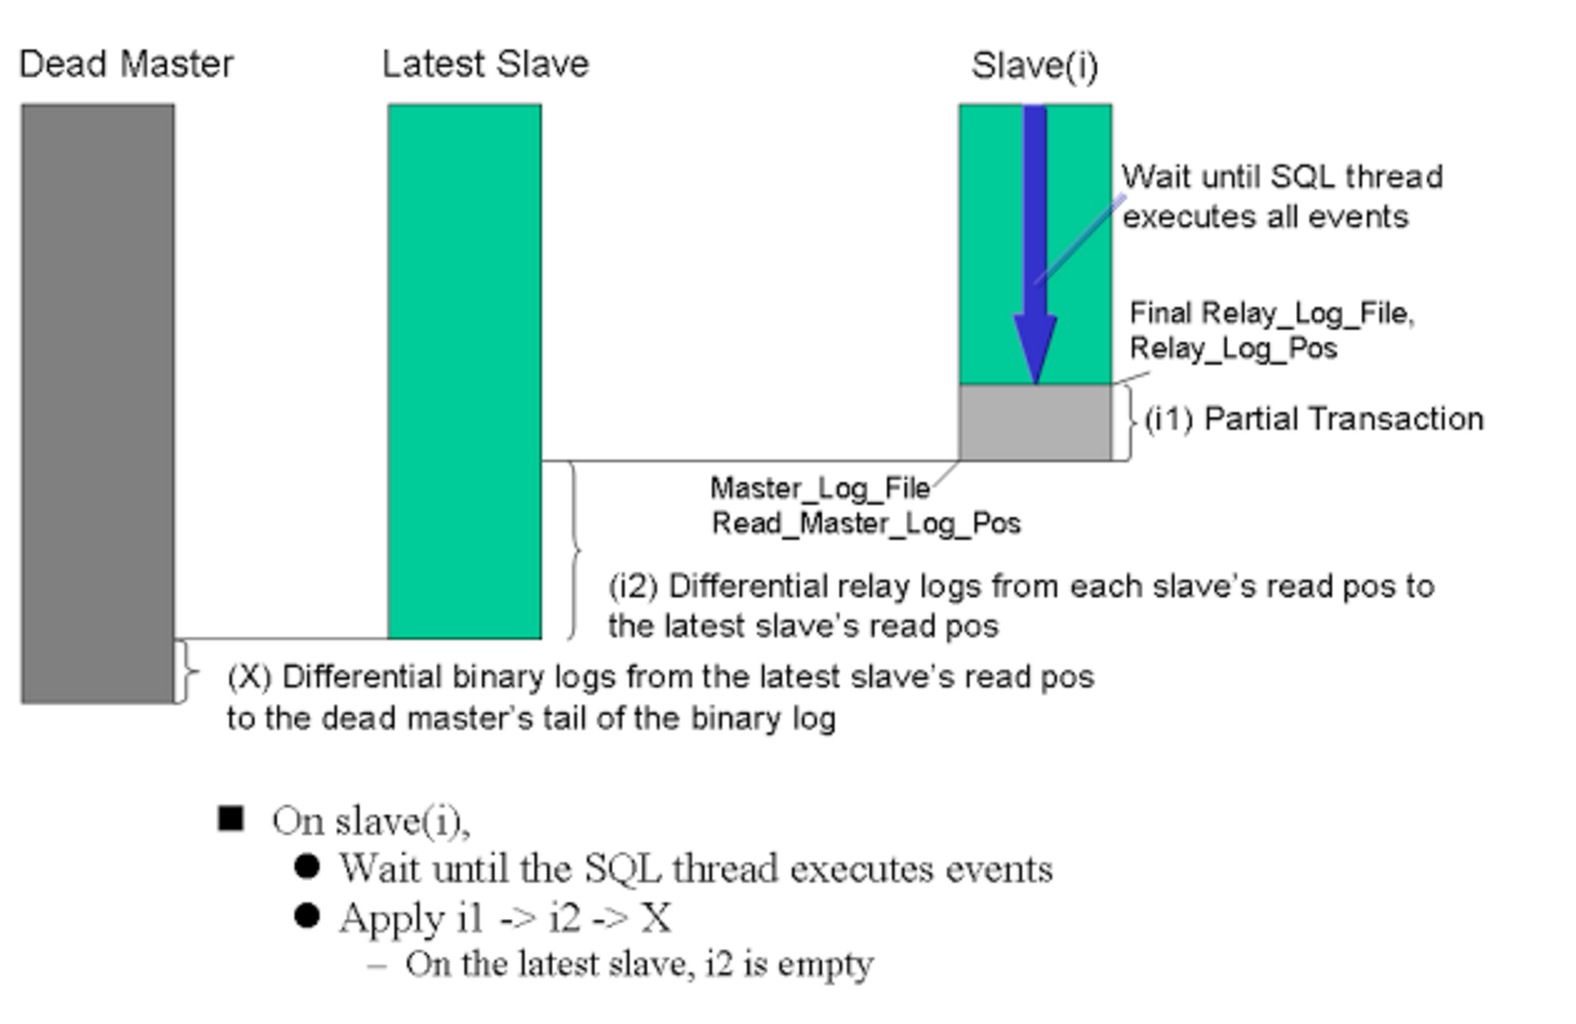 Dead Master
Latest Slave
Slave(i)
Wait until SQL thread
executes all events
Final Relay_Log_File,
Relay_Log_Pos
(i1) Partial Transaction
Master_Log_File
Read_Master_Log_Pos
(i2) Differential relay logs from each slave's read pos to
the latest slave's read pos
(X) Differential binary logs from the latest slave's read pos
to the dead master's tail of the binary log
■ On slave(i),
● Wait until the SQL thread executes events
● Apply i1 -> i2 -> X
– On the latest slave, i2 is empty